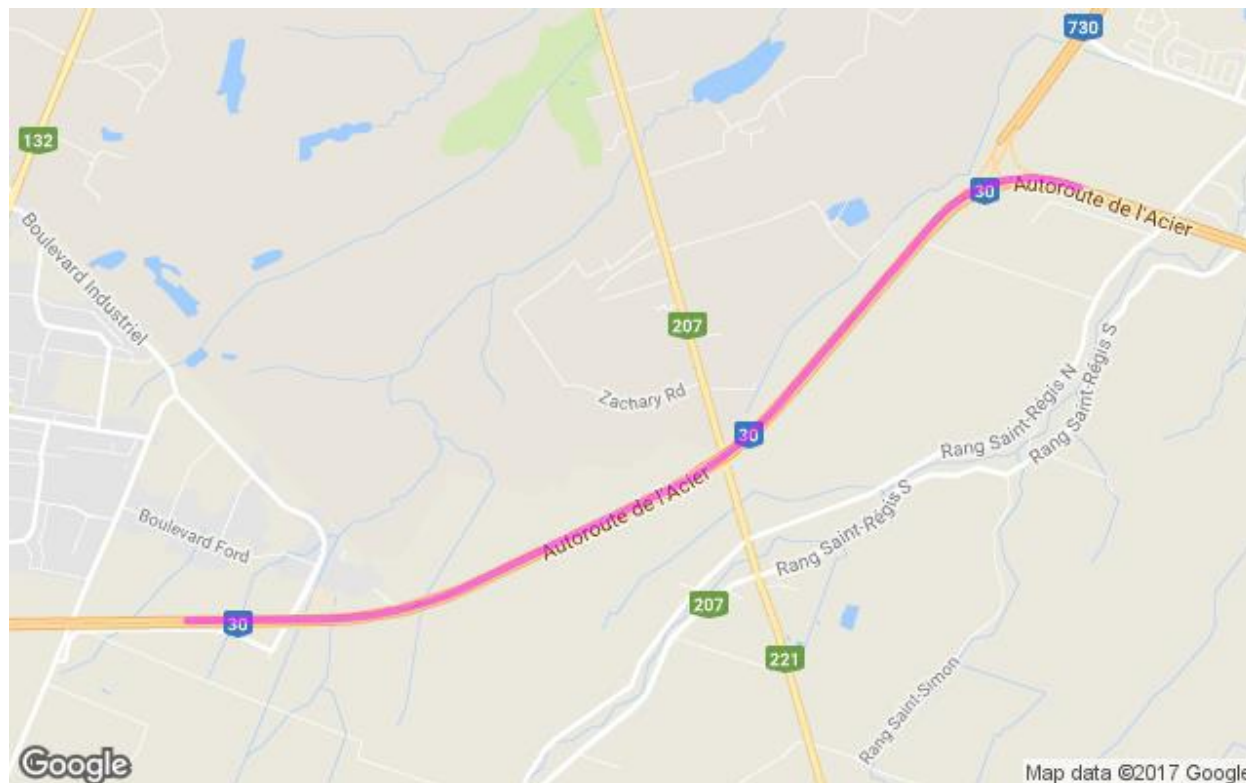 730
132
30
Autoroute de l'Acier
Boulevard Industriel
207
Zachary Rd
Rang Saint-Régis N
Rang Saint-Régis S
30
Autoroute de l'Acier
Rang Saint-Régis S
Boulevard Ford
207
30
221
Rang Saint-Simon
Google
Map data ©2017 Google